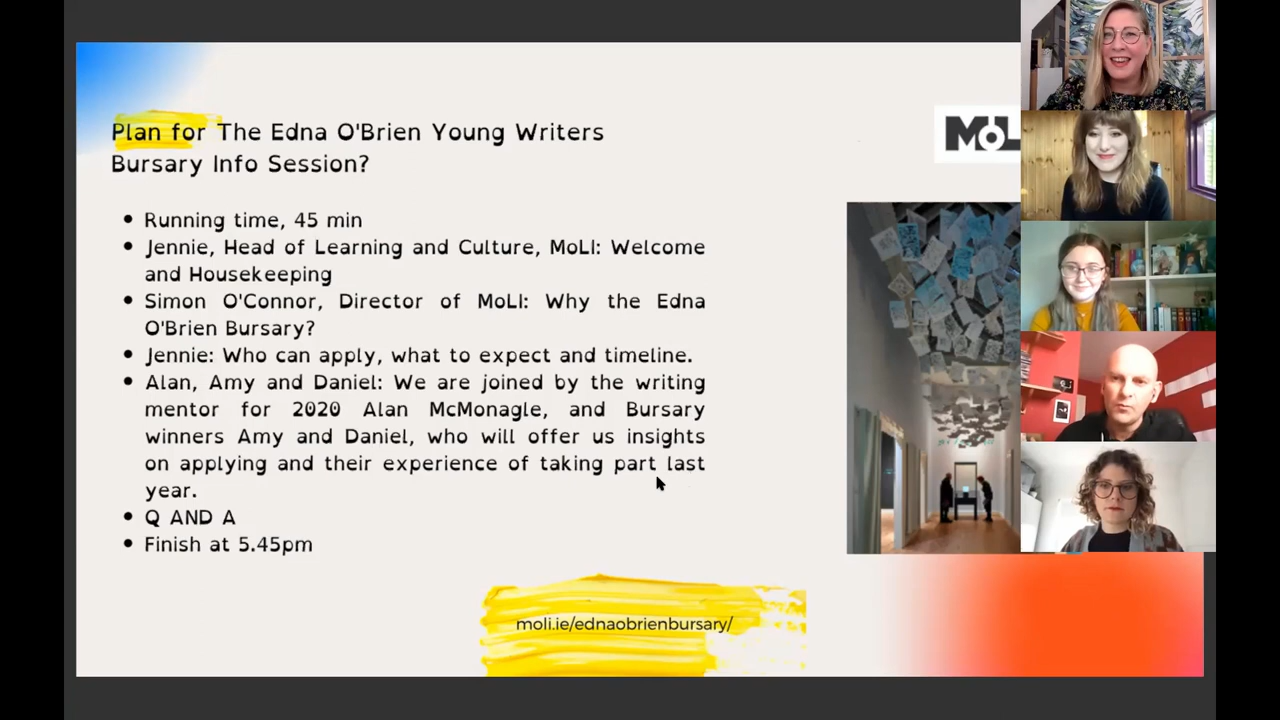 Plan for The Edna O'Brien Young Writers
Bursary Info Session?
MoL
Running time, 45 min
Jennie, Head of Learning and Culture, MoLI: Welcome
and Housekeeping
Simon O'Connor, Director of MoLI: Why the Edna
O'Brien Bursary?
Jennie: Who can apply, what to expect and timeline.
Alan, Amy and Daniel: We are joined by the writing
mentor for 2020 Alan McMonagle, and Bursary
winners Amy and Daniel, who will offer us insights
on applying and their experience of taking part last
year.
Q AND A
Finish at 5.45pm
moli.ie/ednaobrienbursary/